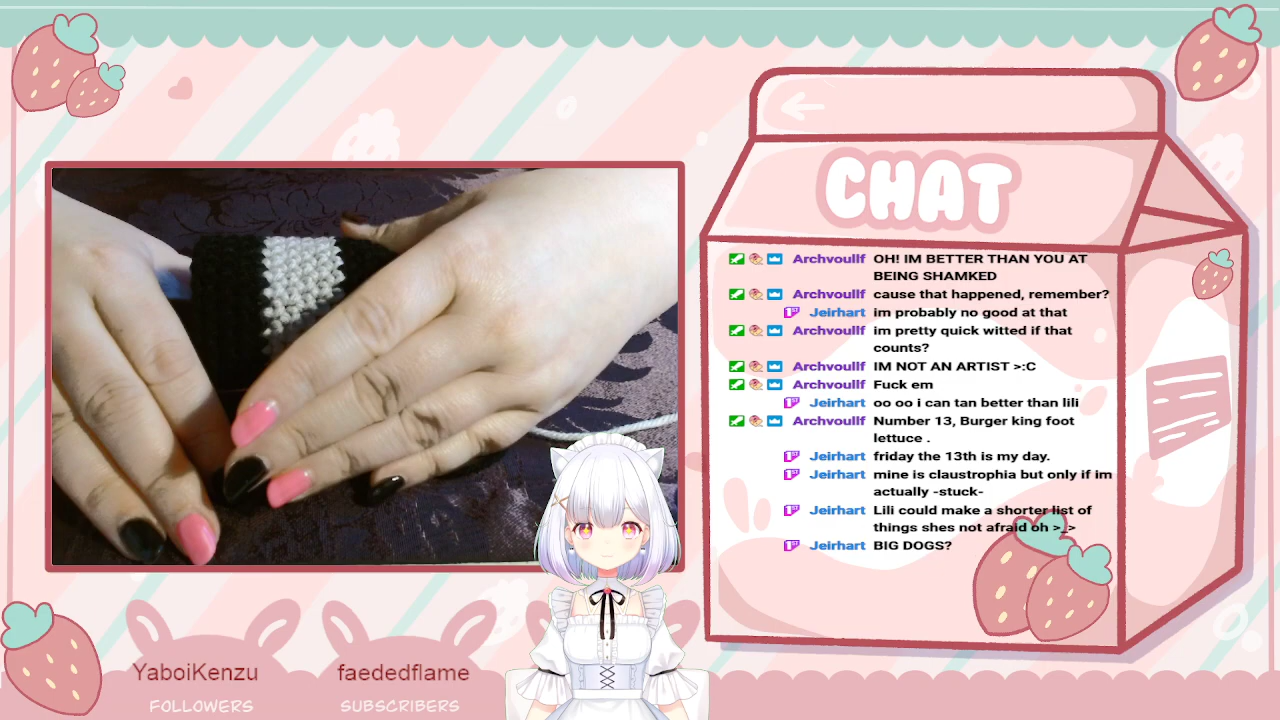 CHAT
Archvoullf OH! IM BETTER THAN YOU AT
BEING SHAMKED
Archvoullf cause that happened, remember?
Jeirhart im probably no good at that
Archvoullf im pretty quick witted if that
counts?
Archvoullf IM NOT AN ARTIST >:C
Archvoullf Fuck em
Jeirhart oo oo i can tan better than lili
Archvoullf Number 13, Burger king foot
lettuce .
Jeirhart friday the 13th is my day.
Jeirhart mine is claustrophia but only if im
actually -stuck-
Jeirhart Lili could make a shorter list of
things shes not afraid oh >_>
Jeirhart BIG DOGS?
YaboiKenzu
FOLLOWERS
faededflame
SUBSCRIBERS